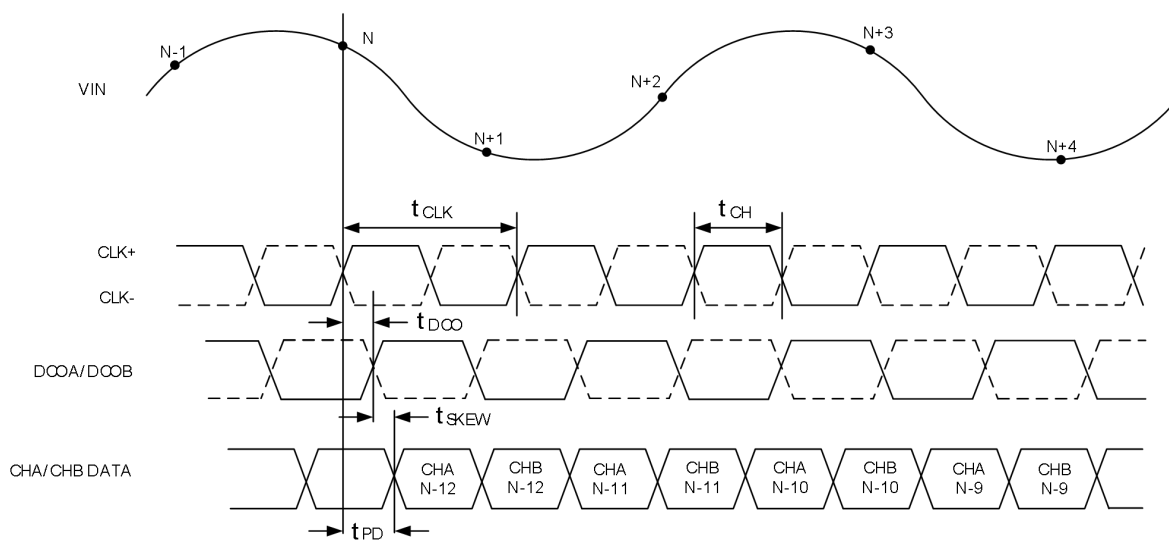 N-1
N
N+1
N+2
N+3
N+4
VIN
tCLK
tCH
CLK+
CLK-
tDCO
DCOA/DCOB
tSKEW
CHA/CHB DATA
CHA
N-12
CHB
N-12
CHA
N-11
CHB
N-11
CHA
N-10
CHB
N-10
CHA
N-9
CHB
N-9
tPD